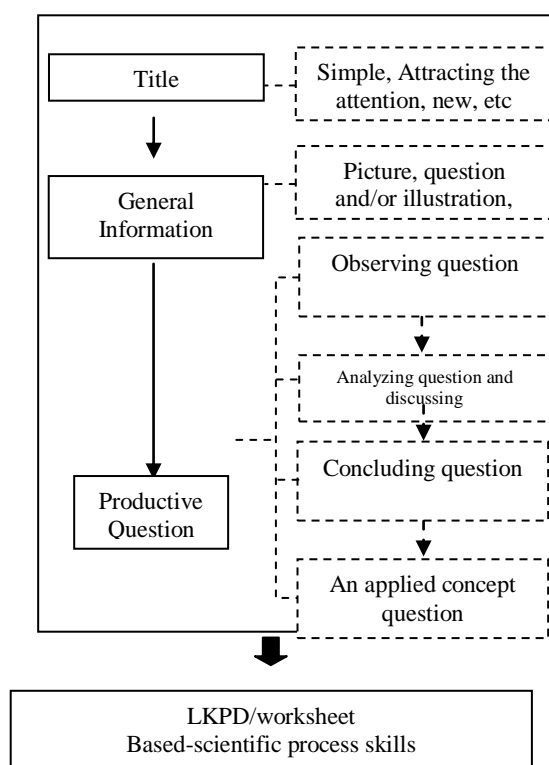 Title
Simple, Attracting the
attention, new, etc
General
Information
Picture, question
and/or illustration,
Observing question
Analyzing question and
discussing
Concluding question
Productive
Question
An applied concept
question
LKPD/worksheet
Based-scientific process skills